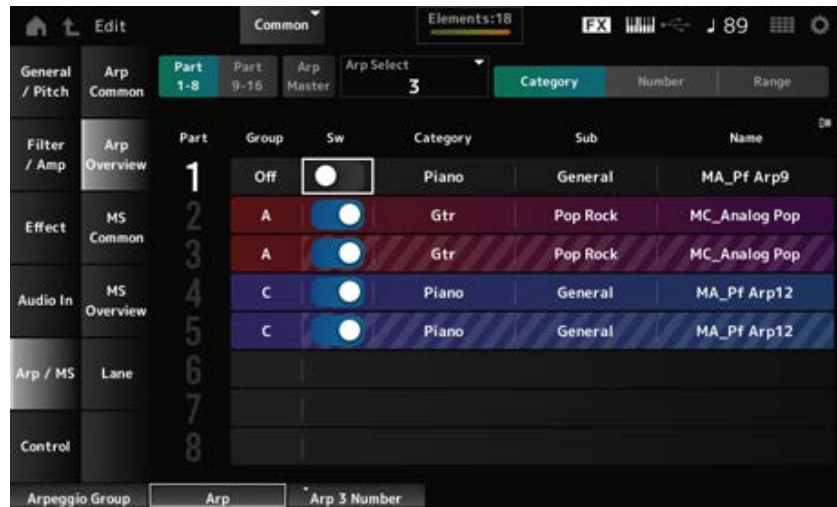 Edit Common Elements:18 FX ♩ 89
General / Pitch
Arp Common
Part 1-8
Part 9-16
Arp Master
Arp Select
3
Category Number Range
Filter / Amp
Arp Overview
Part Group Sw Category Sub Name
1 Off Piano General MA_Pf Arp9
Effect
MS Common
2 A Gtr Pop Rock MC_Analog Pop
3 A Gtr Pop Rock MC_Analog Pop
Audio In
MS Overview
4 C Piano General MA_Pf Arp12
5 C Piano General MA_Pf Arp12
Arp / MS
Lane
6
7
Control
8
Arpeggio Group Arp Arp 3 Number